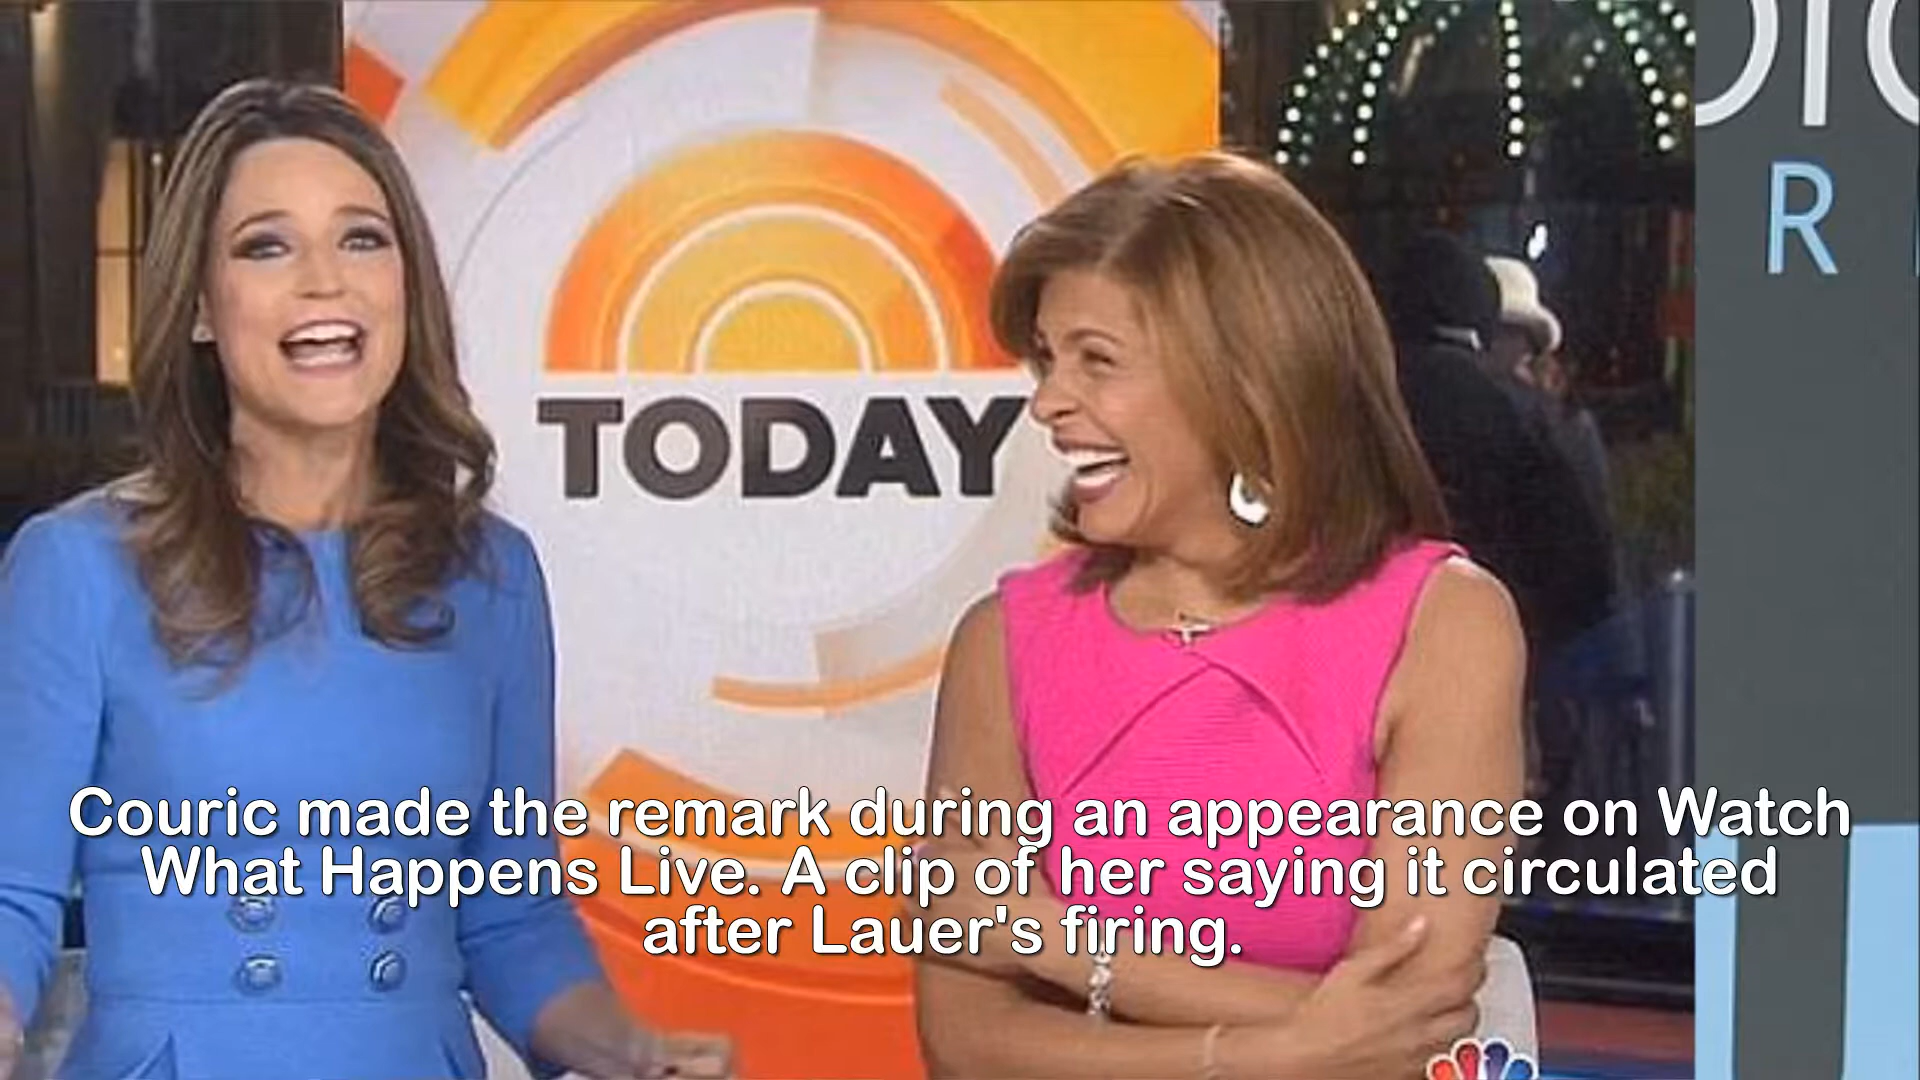 TODAY
R
Couric made the remark during an appearance on Watch
What Happens Live. A clip of her saying it circulated
after Lauer's firing.